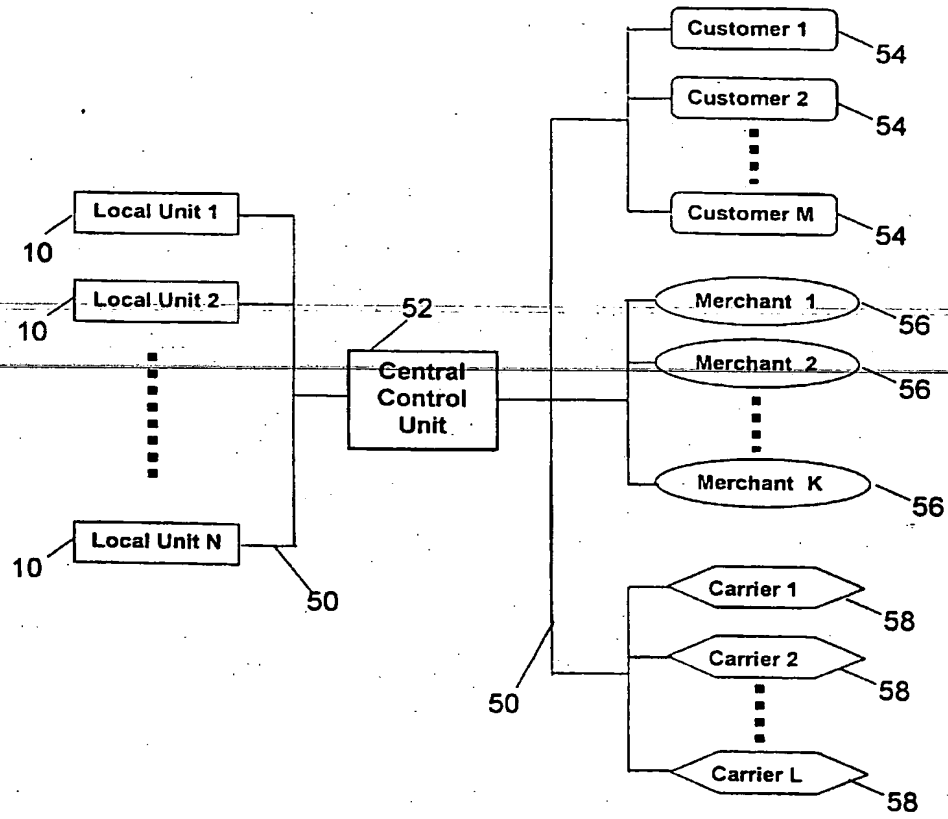 Local Unit 1
10
Local Unit 2
10
Local Unit N
10
50
52
Central
Control
Unit
Customer 1
54
Customer 2
54
Customer M
54
Merchant 1
56
Merchant 2
56
Merchant K
56
Carrier 1
58
Carrier 2
58
Carrier L
58
50